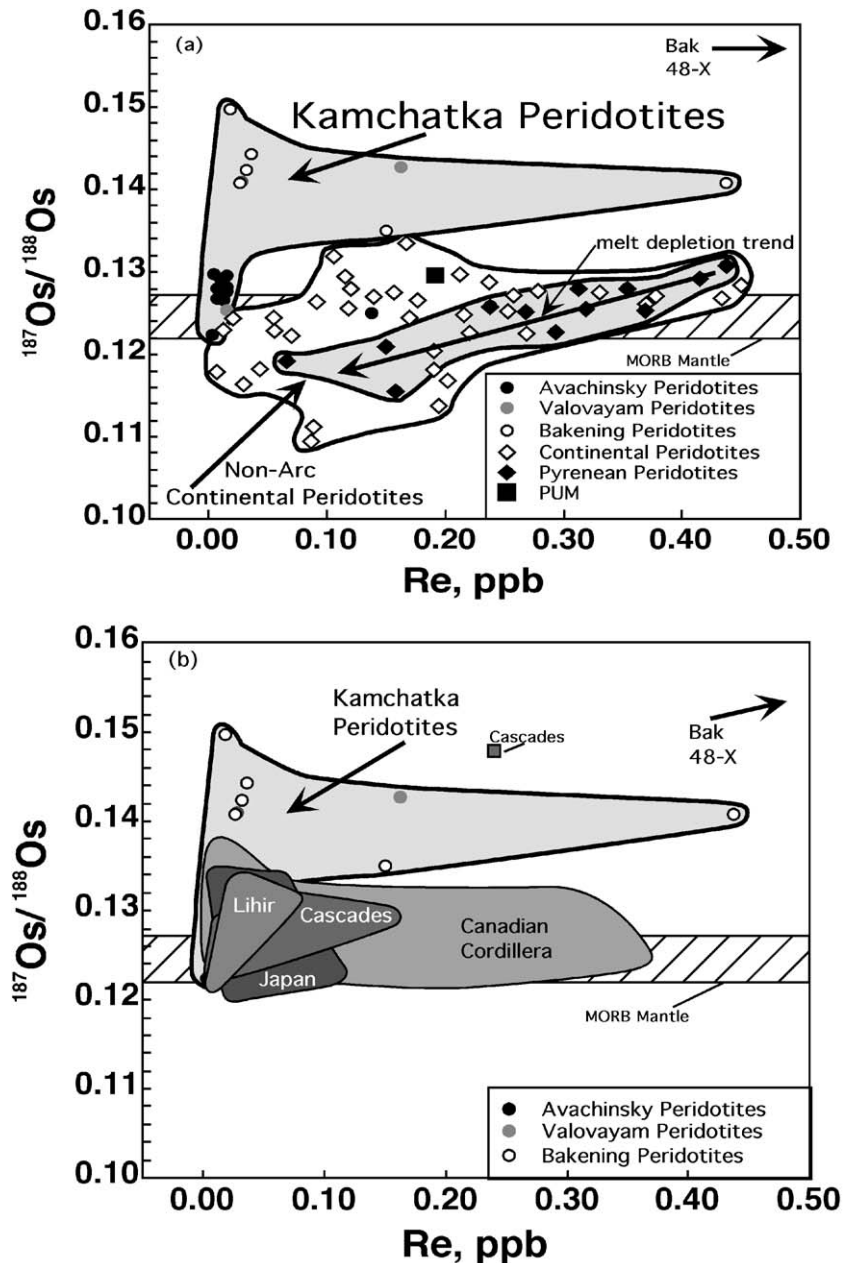 (a)
0.16
0.15
0.14
0.13
0.12
0.11
0.10
187Os/ 188Os
Bak
48-X
Kamchatka Peridotites
melt depletion trend
MORB Mantle
Non-Arc
Continental Peridotites
Avachinsky Peridotites
Valovayam Peridotites
Bakening Peridotites
Continental Peridotites
Pyrenean Peridotites
PUM
0.00 0.10 0.20 0.30 0.40 0.50
Re, ppb
(b)
0.16
0.15
0.14
0.13
0.12
0.11
0.10
187Os/ 188Os
Kamchatka
Peridotites
Cascades
Bak
48-X
Lihir
Cascades
Canadian
Cordillera
Japan
MORB Mantle
Avachinsky Peridotites
Valovayam Peridotites
Bakening Peridotites
0.00 0.10 0.20 0.30 0.40 0.50
Re, ppb